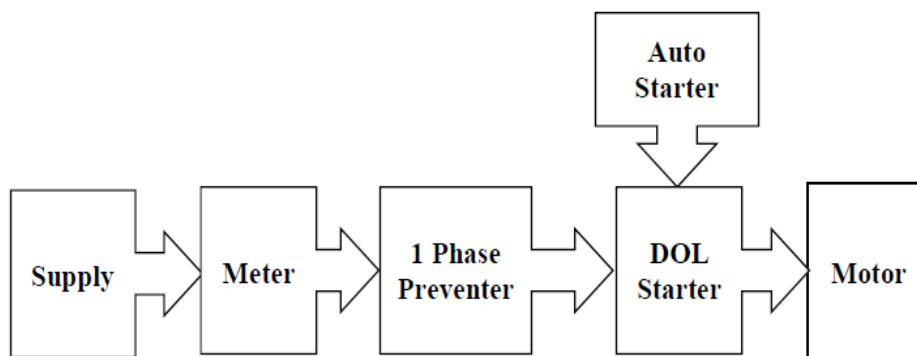 Auto
Starter
Supply
Meter
1 Phase
Preventer
DOL
Starter
Motor